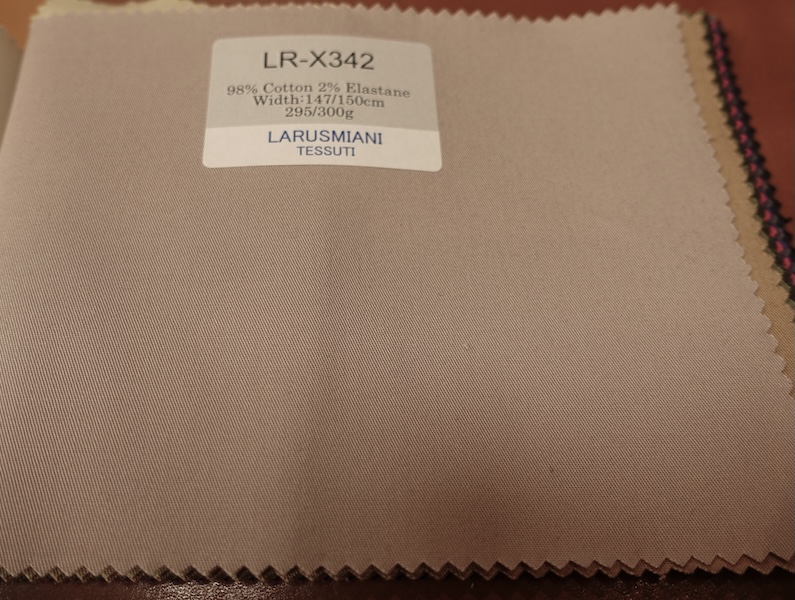 LR-X342
98% Cotton 2% Elastane
Width:147/150cm
295/300g
LARUSMIANI
TESSUTI